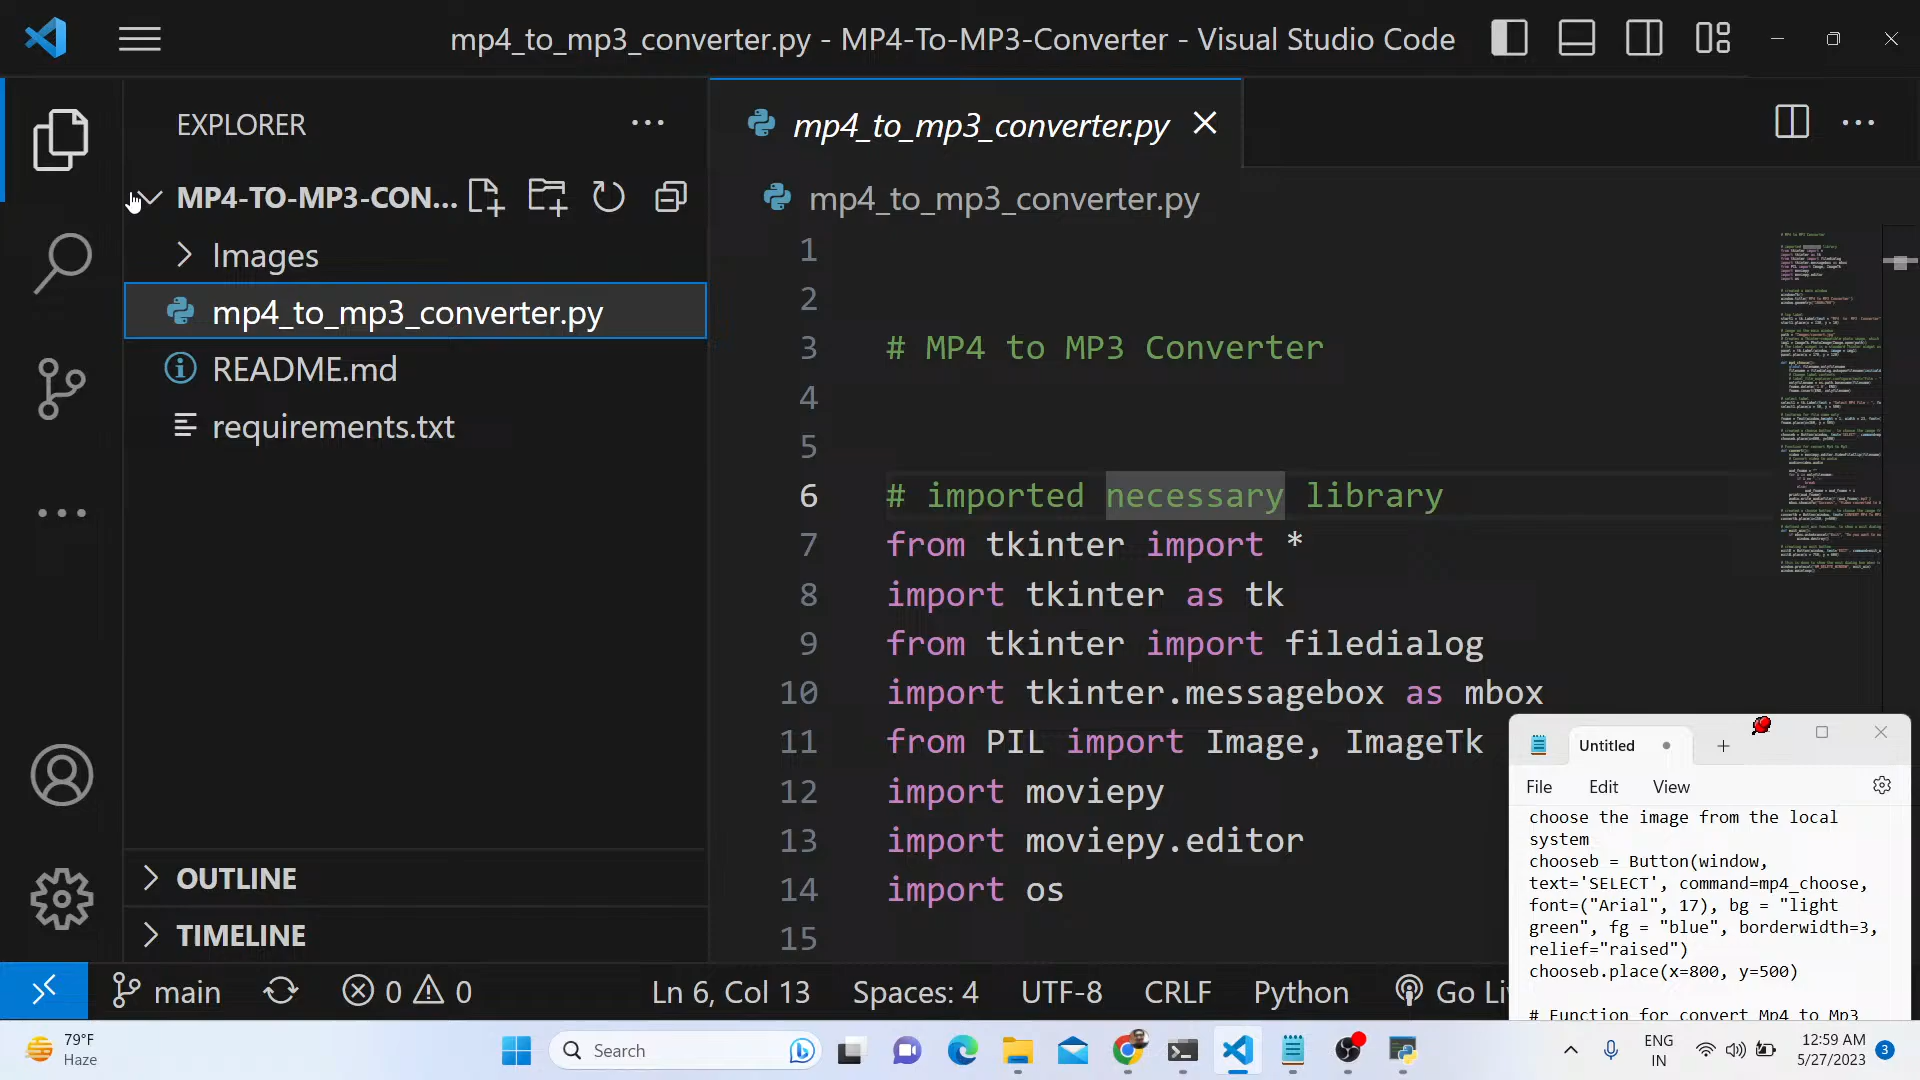 mp4_to_mp3_converter.py - MP4-To-MP3-Converter - Visual Studio Code
EXPLORER
MP4-TO-MP3-CON...
Images
mp4_to_mp3_converter.py
README.md
requirements.txt
OUTLINE
TIMELINE
mp4_to_mp3_converter.py
mp4_to_mp3_converter.py
1
2
3 # MP4 to MP3 Converter
4
5
6 # imported necessary library
7 from tkinter import *
8 import tkinter as tk
9 from tkinter import filedialog
10 import tkinter.messagebox as mbox
11 from PIL import Image, ImageTk
12 import moviepy
13 import moviepy.editor
14 import os
15
Untitled
File Edit View
choose the image from the local
system
chooseb = Button(window,
text='SELECT', command=mp4_choose,
font=("Arial", 17), bg = "light
green", fg = "blue", borderwidth=3,
relief="raised")
chooseb.place(x=800, y=500)
# Function for convert Mp4 to Mp3
main 0 0 Ln 6, Col 13 Spaces: 4 UTF-8 CRLF Python Go Li
79°F
Haze
Search
ENG
IN
12:59 AM
5/27/2023
3